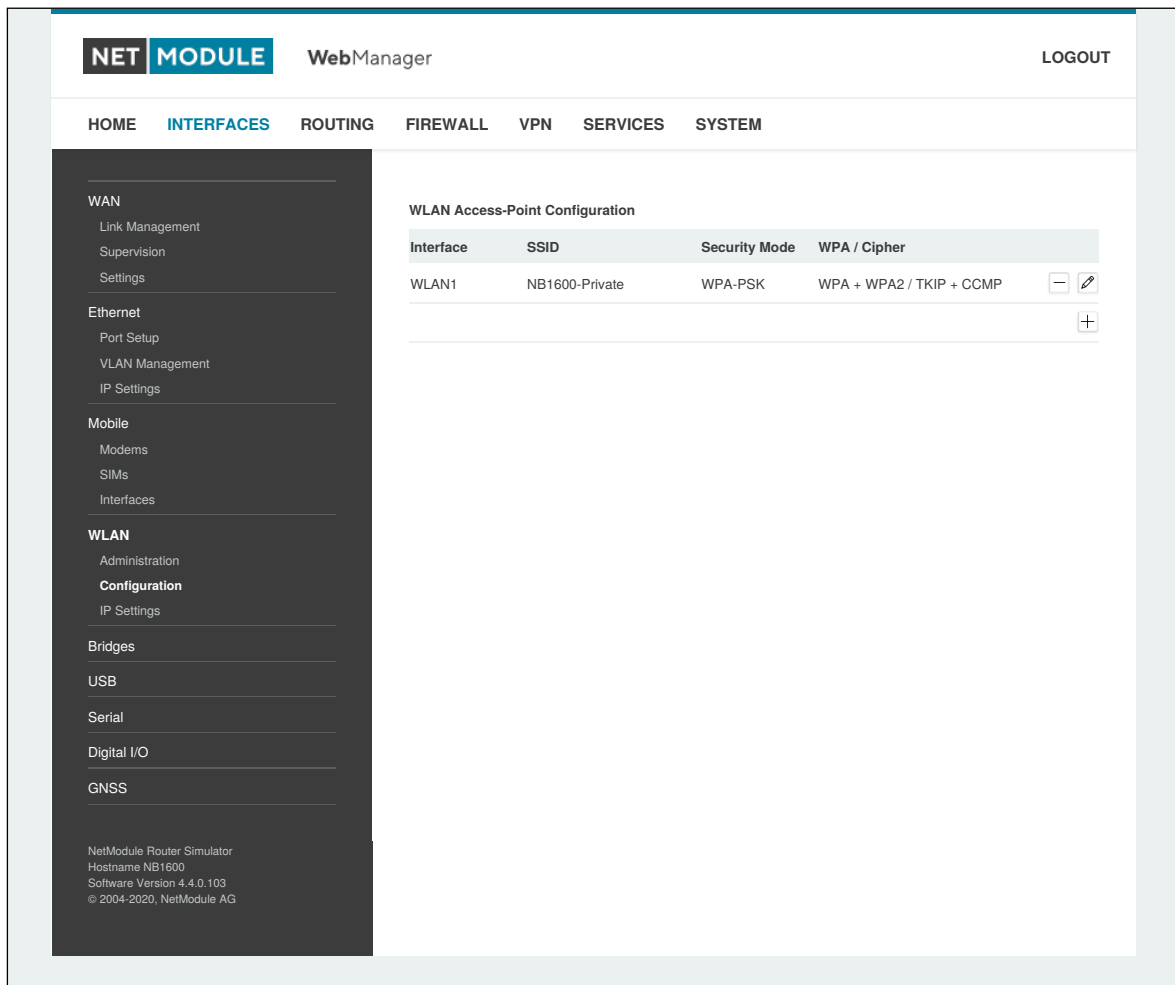 NET MODULE WebManager LOGOUT
HOME INTERFACES ROUTING FIREWALL VPN SERVICES SYSTEM
WAN
Link Management
Supervision
Settings
Ethernet
Port Setup
VLAN Management
IP Settings
Mobile
Modems
SIMs
Interfaces
WLAN
Administration
Configuration
IP Settings
Bridges
USB
Serial
Digital I/O
GNSS
NetModule Router Simulator
Hostname NB1600
Software Version 4.4.0.103
© 2004-2020, NetModule AG
WLAN Access-Point Configuration
Interface SSID Security Mode WPA / Cipher
WLAN1 NB1600-Private WPA-PSK WPA + WPA2 / TKIP + CCMP